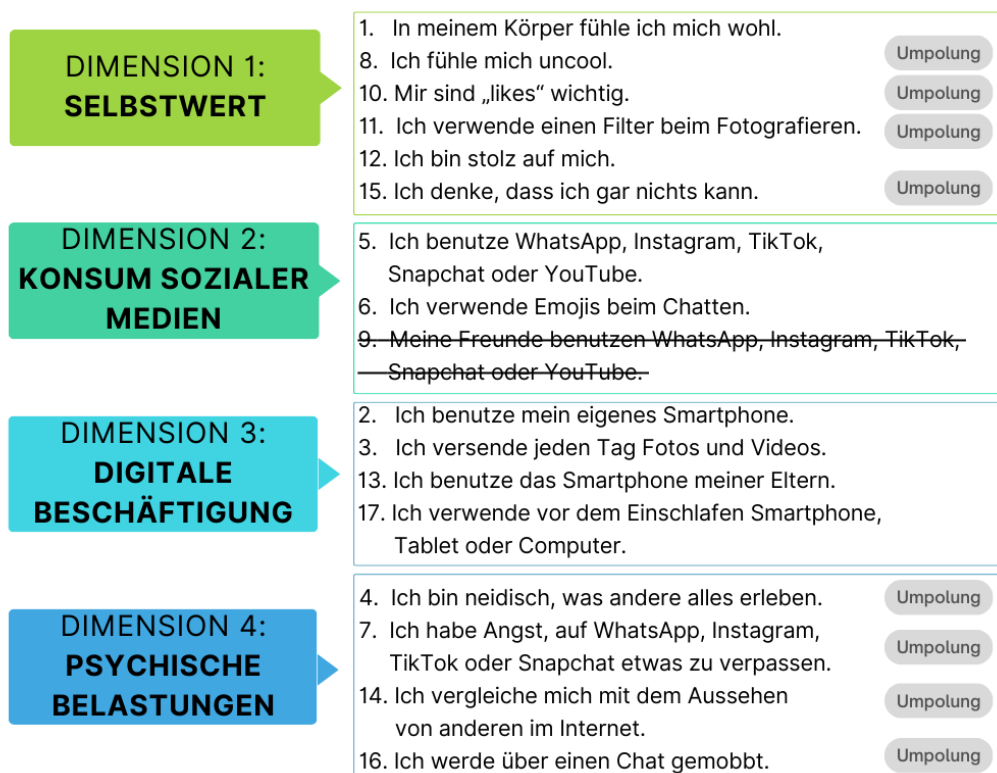 DIMENSION 1:
SELBSTWERT
1. In meinem Körper fühle ich mich wohl.
8. Ich fühle mich uncool.
Umpolung
10. Mir sind „likes“ wichtig.
Umpolung
11. Ich verwende einen Filter beim Fotografieren.
Umpolung
12. Ich bin stolz auf mich.
15. Ich denke, dass ich gar nichts kann.
Umpolung
DIMENSION 2:
KONSUM SOZIALER
MEDIEN
5. Ich benutze WhatsApp, Instagram, TikTok,
Snapchat oder YouTube.
6. Ich verwende Emojis beim Chatten.
9. Meine Freunde benutzen WhatsApp, Instagram, TikTok,
Snapchat oder YouTube.
DIMENSION 3:
DIGITALE
BESCHÄFTIGUNG
2. Ich benutze mein eigenes Smartphone.
3. Ich versende jeden Tag Fotos und Videos.
13. Ich benutze das Smartphone meiner Eltern.
17. Ich verwende vor dem Einschlafen Smartphone,
Tablet oder Computer.
DIMENSION 4:
PSYCHISCHE
BELASTUNGEN
4. Ich bin neidisch, was andere alles erleben.
Umpolung
7. Ich habe Angst, auf WhatsApp, Instagram,
TikTok oder Snapchat etwas zu verpassen.
Umpolung
14. Ich vergleiche mich mit dem Aussehen
von anderen im Internet.
Umpolung
16. Ich werde über einen Chat gemobbt.
Umpolung